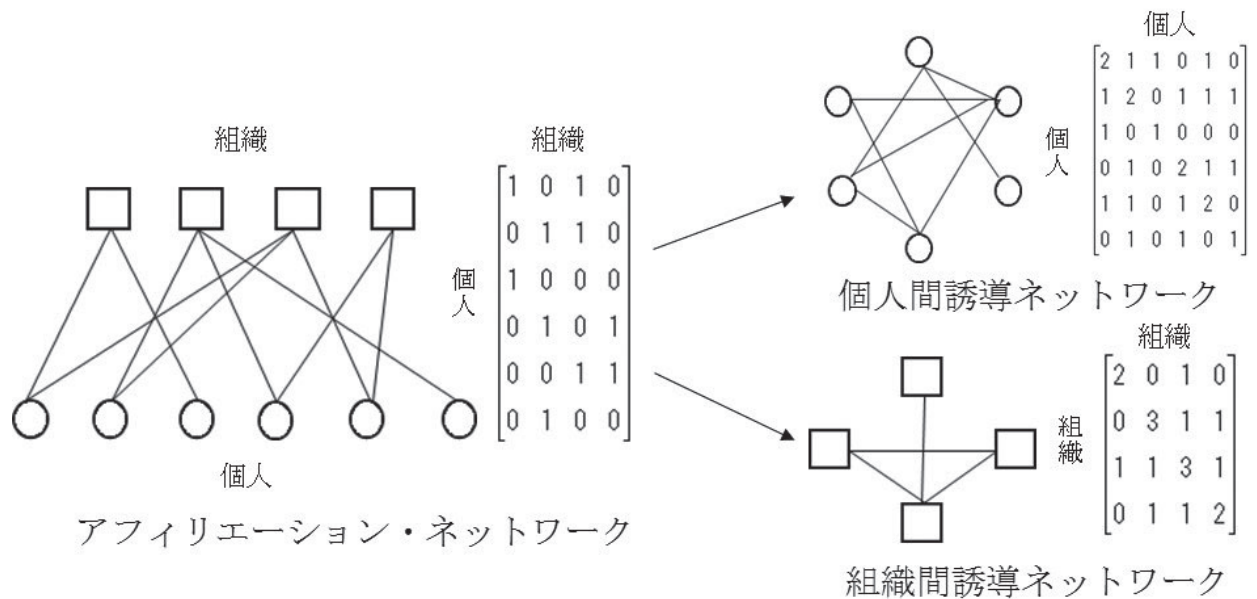 組織
組織
1 0 1 0
0 1 1 0
1 0 0 0
0 1 0 1
0 0 1 1
0 1 0 0
個人
個人
アフィリエーション・ネットワーク
個人
2 1 1 0 1 0
1 2 0 1 1 1
1 0 1 0 0 0
0 1 0 2 1 1
1 1 0 1 2 0
0 1 0 1 0 1
個人
個人間誘導ネットワーク
組織
2 0 1 0
0 3 1 1
1 1 3 1
0 1 1 2
組織
組織間誘導ネットワーク